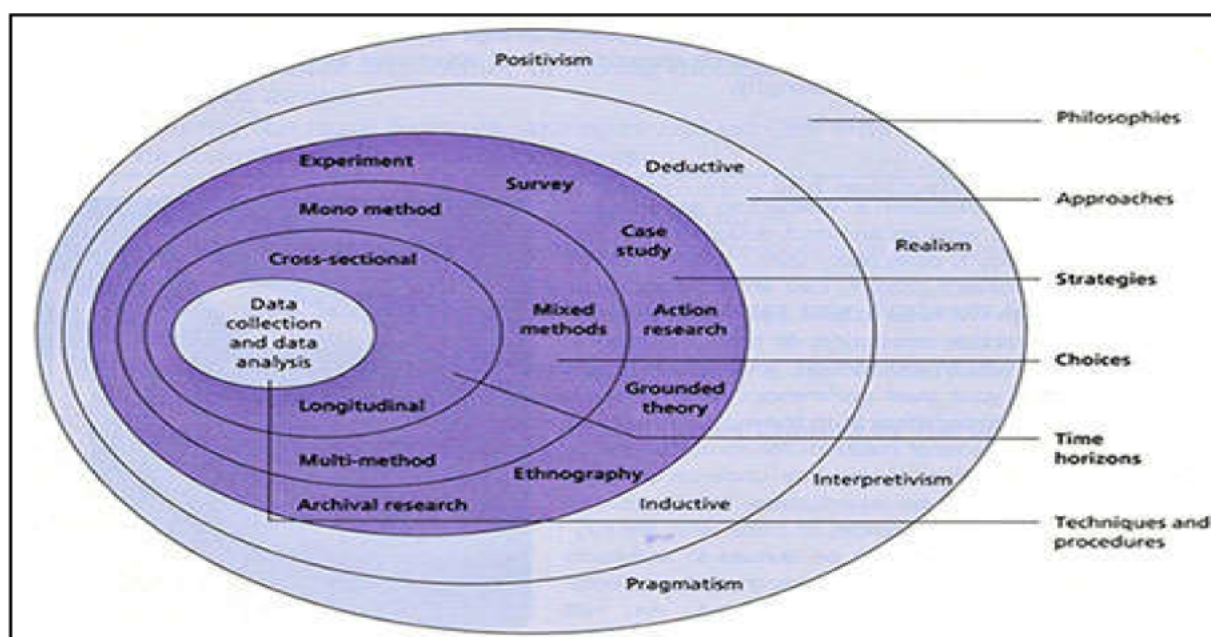 Positivism
Philosophies
Experiment
Deductive
Survey
Approaches
Mono method
Case
study
Realism
Cross-sectional
Strategies
Data
collection
and data
analysis
Mixed
methods
Action
research
Choices
Grounded
theory
Longitudinal
Time
horizons
Multi-method
Ethnography
Interpretivism
Archival research
Inductive
Techniques and
procedures
Pragmatism